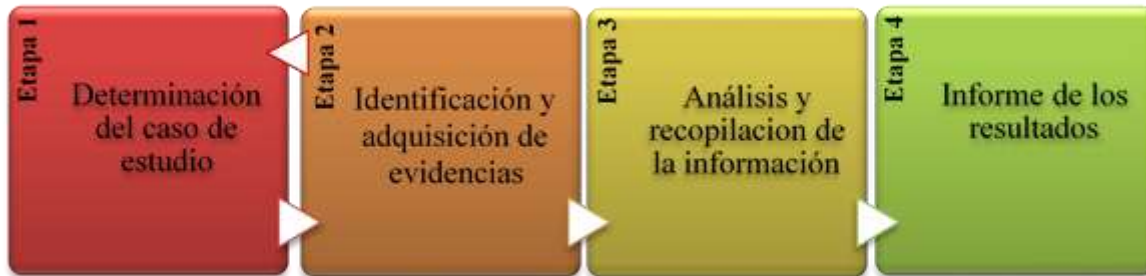 Etapa 1
Determinación
del caso de
estudio
Etapa 2
Identificación y
adquisición de
evidencias
Etapa 3
Análisis y
recopilacion de
la información
Etapa 4
Informe de los
resultados